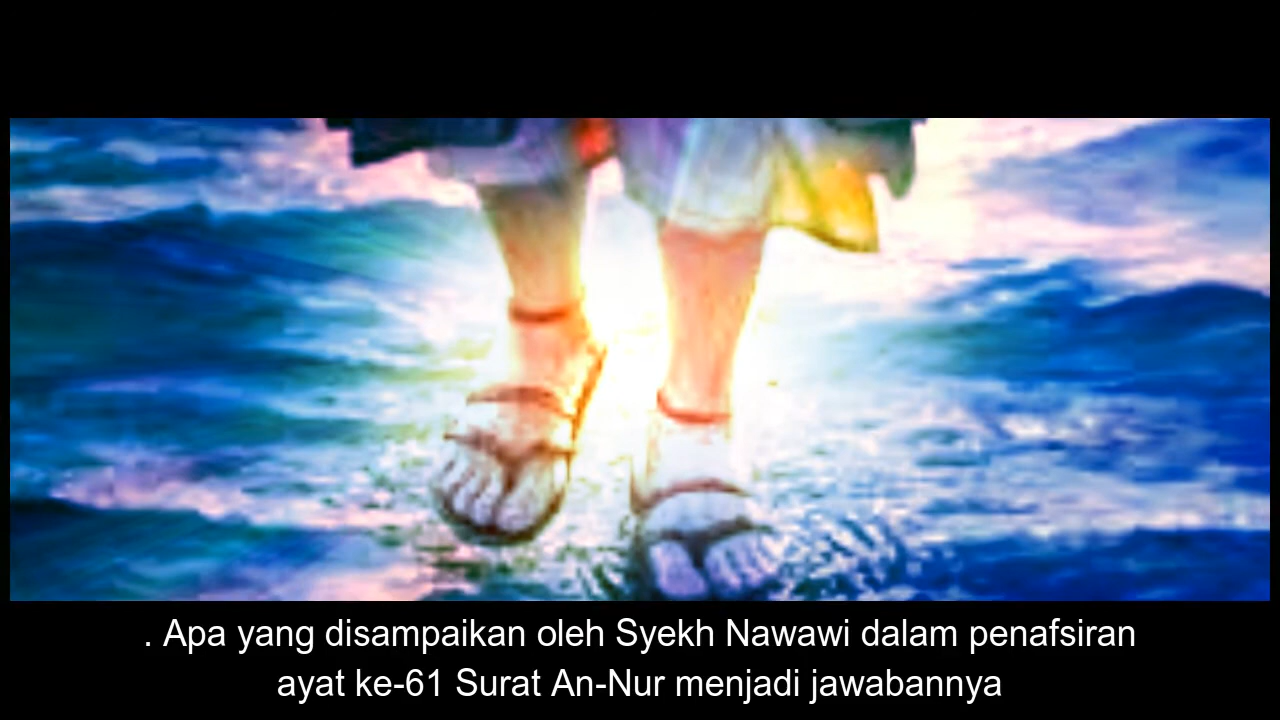 . Apa yang disampaikan oleh Syekh Nawawi dalam penafsiran
ayat ke-61 Surat An-Nur menjadi jawabannya